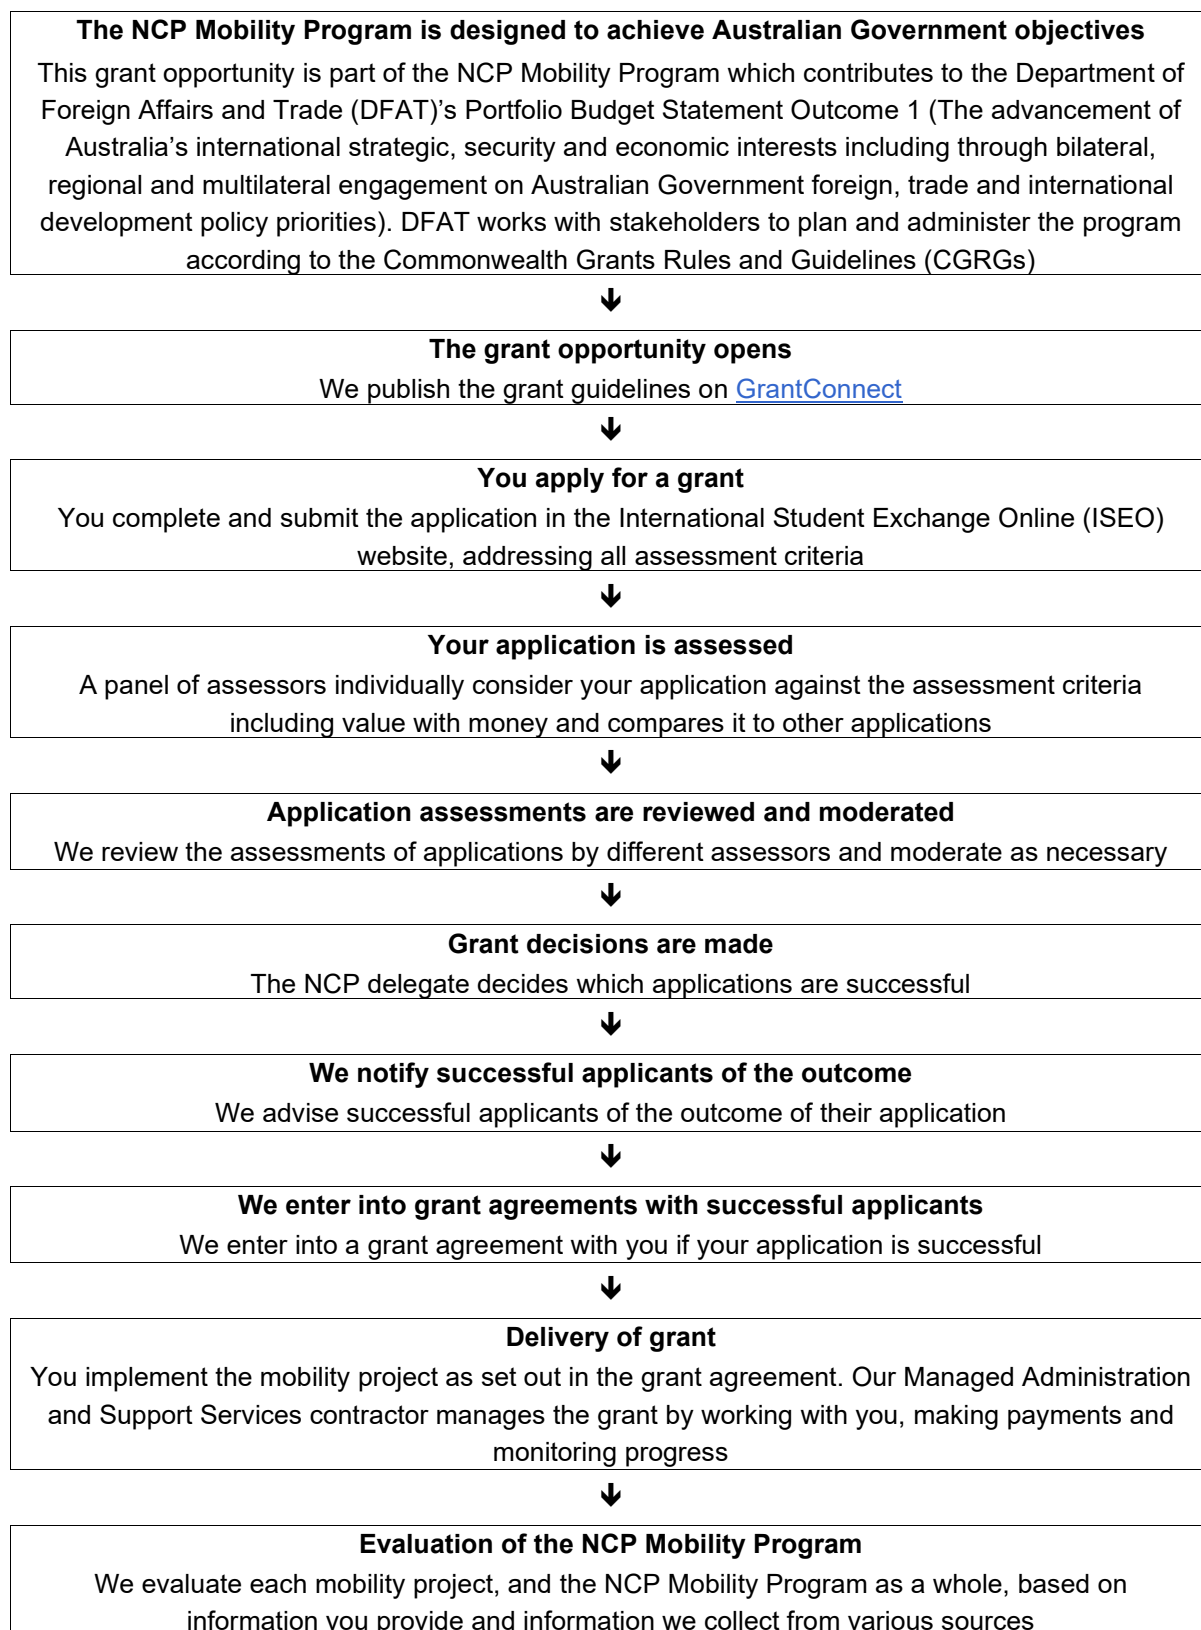 The NCP Mobility Program is designed to achieve Australian Government objectives
This grant opportunity is part of the NCP Mobility Program which contributes to the Department of
Foreign Affairs and Trade (DFAT)’s Portfolio Budget Statement Outcome 1 (The advancement of
Australia’s international strategic, security and economic interests including through bilateral,
regional and multilateral engagement on Australian Government foreign, trade and international
development policy priorities). DFAT works with stakeholders to plan and administer the program
according to the Commonwealth Grants Rules and Guidelines (CGRGs)
The grant opportunity opens
We publish the grant guidelines on GrantConnect
You apply for a grant
You complete and submit the application in the International Student Exchange Online (ISEO)
website, addressing all assessment criteria
Your application is assessed
A panel of assessors individually consider your application against the assessment criteria
including value with money and compares it to other applications
Application assessments are reviewed and moderated
We review the assessments of applications by different assessors and moderate as necessary
Grant decisions are made
The NCP delegate decides which applications are successful
We notify successful applicants of the outcome
We advise successful applicants of the outcome of their application
We enter into grant agreements with successful applicants
We enter into a grant agreement with you if your application is successful
Delivery of grant
You implement the mobility project as set out in the grant agreement. Our Managed Administration
and Support Services contractor manages the grant by working with you, making payments and
monitoring progress
Evaluation of the NCP Mobility Program
We evaluate each mobility project, and the NCP Mobility Program as a whole, based on
information you provide and information we collect from various sources